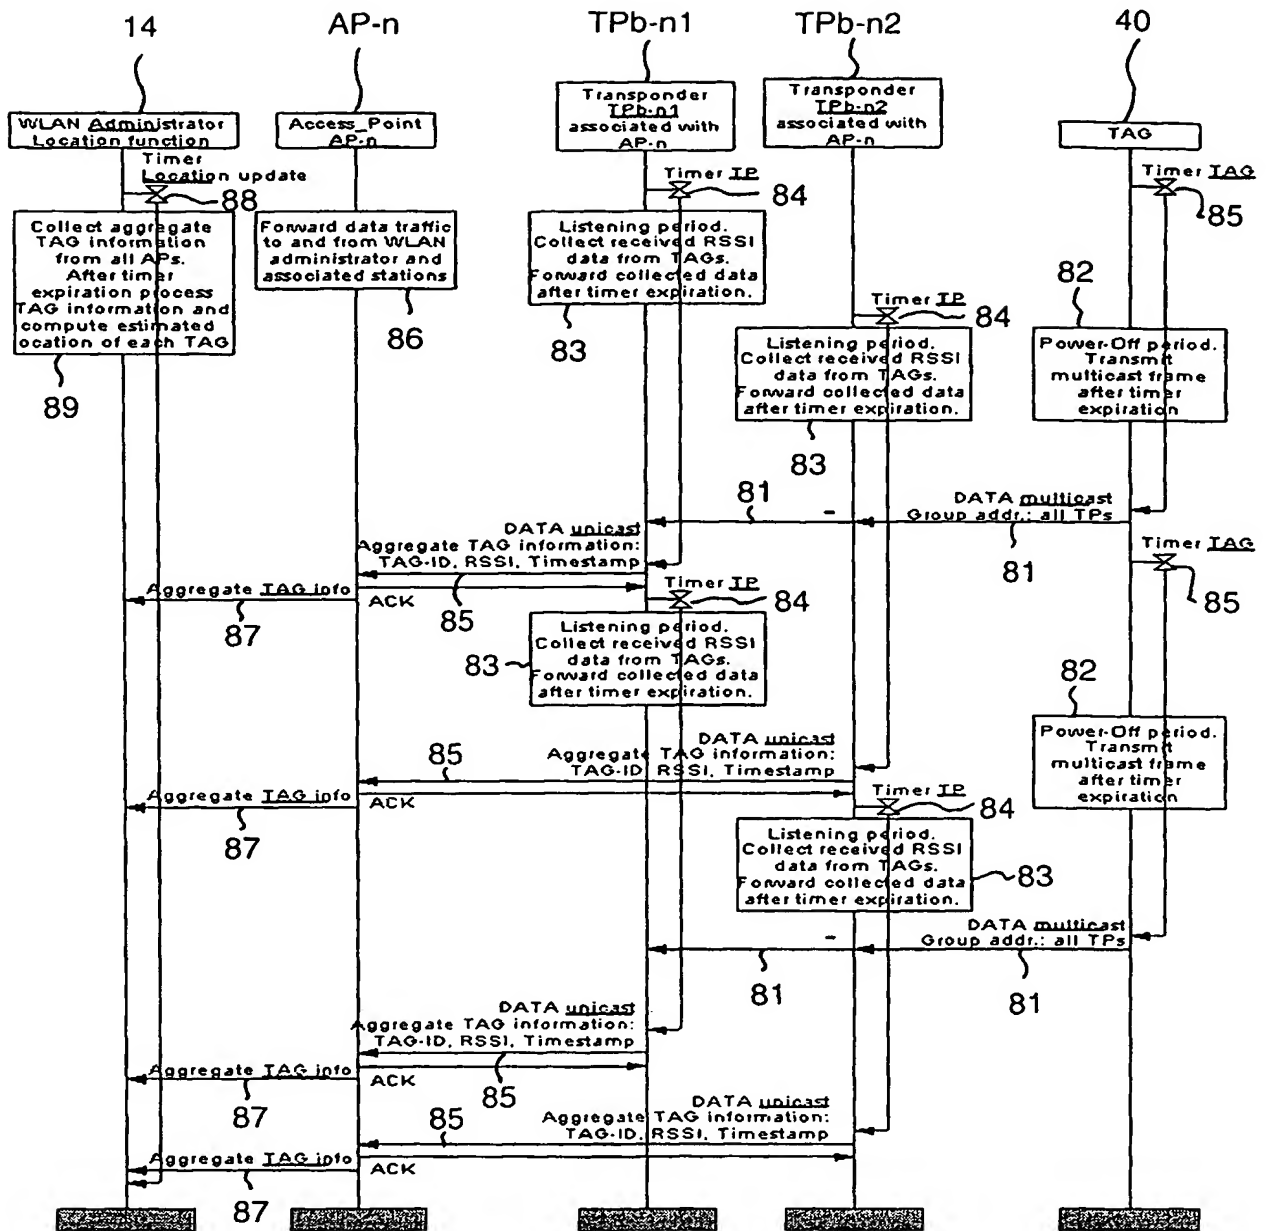 14
AP-n
TPb-n1
TPb-n2
40
WLAN Administrator
Location function
Access_Point
AP-n
Transponder
TPb-n1
associated with
AP-n
Transponder
TPb-n2
associated with
AP-n
TAG
Timer
Location update
88
Timer TP
84
Timer TAG
85
Collect aggregate
TAG information
from all APs.
After timer
expiration process
TAG information and
compute estimated
ocation of each TAG
89
Forward data traffic
to and from WLAN
administrator and
associated stations
86
Listening period.
Collect received RSSI
data from TAGs.
Forward collected data
after timer expiration.
83
Timer TP
84
Listening period.
Collect received RSSI
data from TAGs.
Forward collected data
after timer expiration.
83
82
Power-Off period.
Transmit
multicast frame
after timer
expiration
81
DATA multicast
Group addr.: all TPs
81
DATA unicast
Aggregate TAG information:
TAG-ID, RSSI, Timestamp
85
Aggregate TAG info
ACK
87
Timer TP
84
Timer TAG
85
Listening period.
Collect received RSSI
data from TAGs.
Forward collected data
after timer expiration.
83
82
Power-Off period.
Transmit
multicast frame
after timer
expiration
DATA unicast
Aggregate TAG information:
TAG-ID, RSSI, Timestamp
85
Aggregate TAG info
ACK
87
Timer TP
84
Listening period.
Collect received RSSI
data from TAGs.
Forward collected data
after timer expiration.
83
DATA multicast
Group addr.: all TPs
81
81
DATA unicast
Aggregate TAG information:
TAG-ID, RSSI, Timestamp
85
Aggregate TAG info
ACK
87
DATA unicast
Aggregate TAG information:
TAG-ID, RSSI, Timestamp
85
Aggregate TAG info
ACK
87